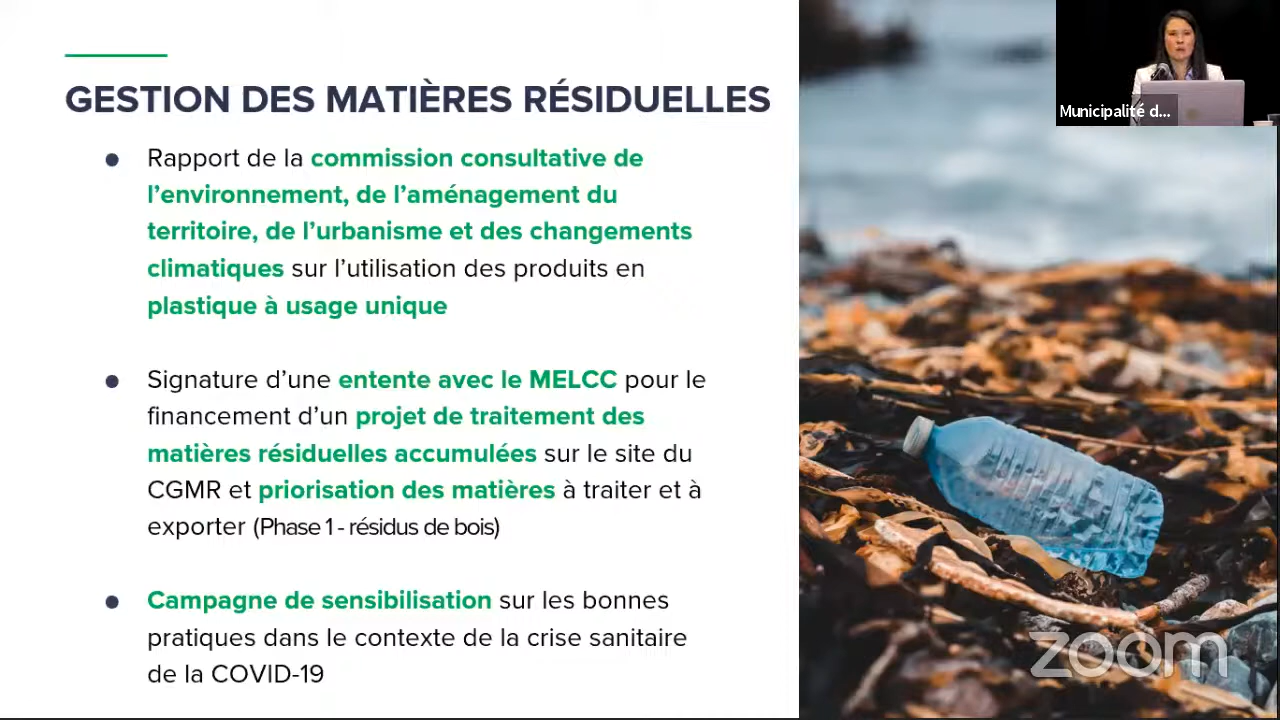 GESTION DES MATIÈRES RÉSIDUELLES
Rapport de la commission consultative de
l’environnement, de l’aménagement du
territoire, de l’urbanisme et des changements
climatiques sur l’utilisation des produits en
plastique à usage unique
Signature d’une entente avec le MELCC pour le
financement d’un projet de traitement des
matières résiduelles accumulées sur le site du
CGMR et priorisation des matières à traiter et à
exporter (Phase 1 - résidus de bois)
Campagne de sensibilisation sur les bonnes
pratiques dans le contexte de la crise sanitaire
de la COVID-19
Municipalité d...
zoom